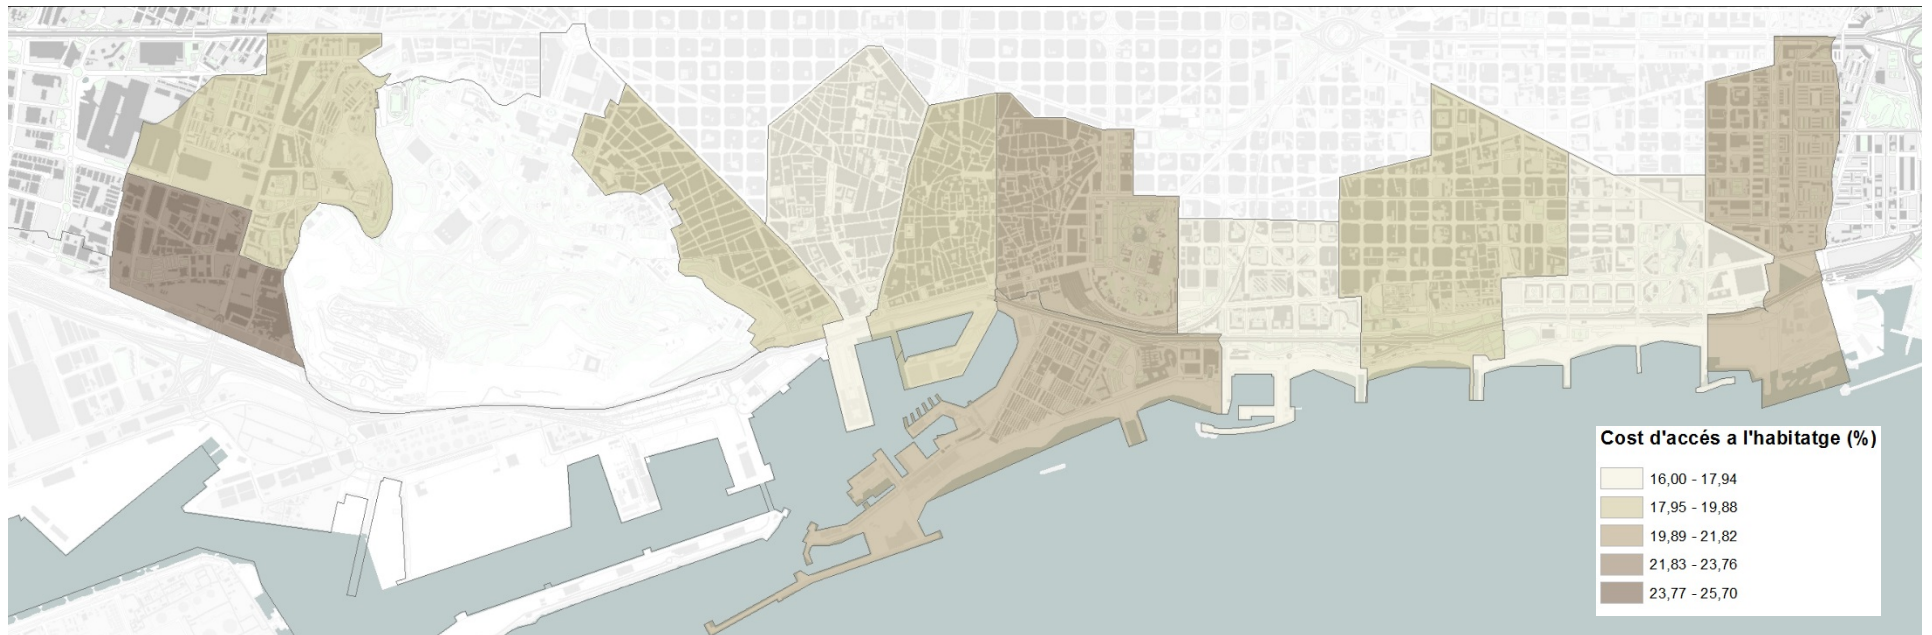 Cost d'accés a l'habitatge (%)
16,00 - 17,94
17,95 - 19,88
19,89 - 21,82
21,83 - 23,76
23,77 - 25,70